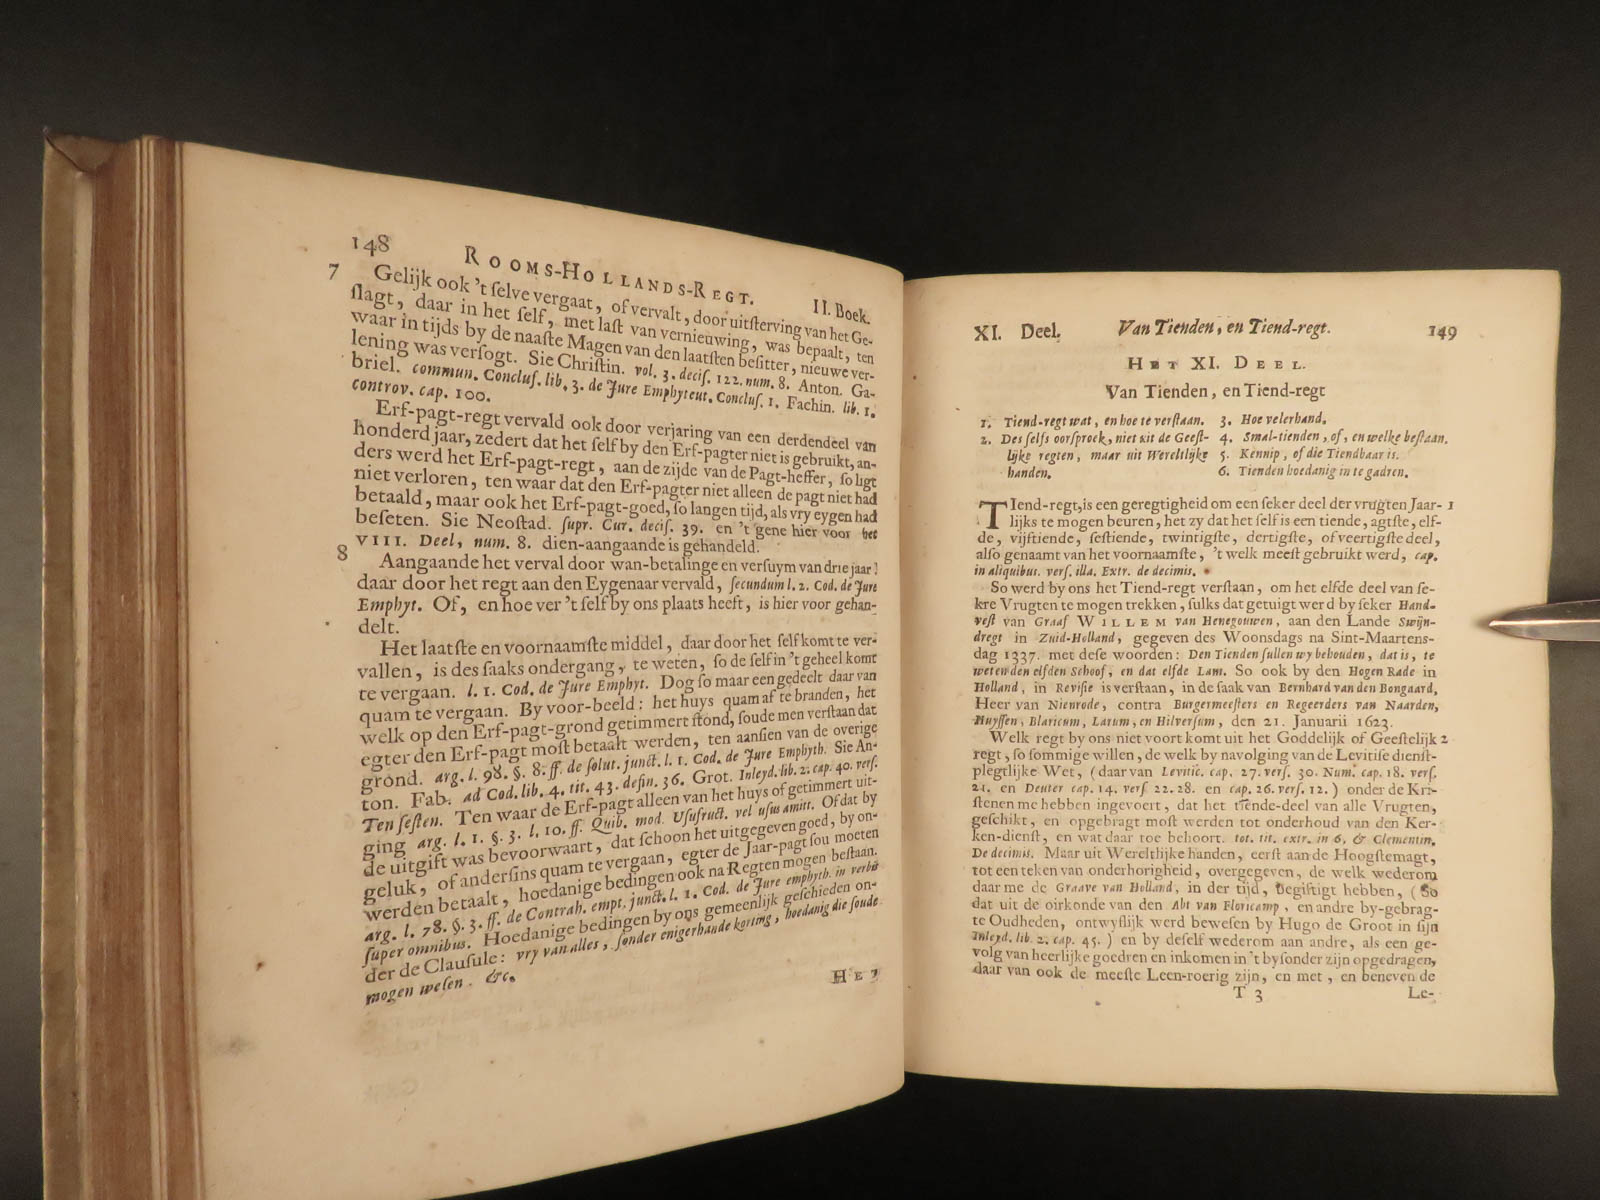 148 ROOMS-HOLLANDS-REGT. II. Boek.
7 Gelijk ook 't ſelve vergaat, of vervalt, door uitſterving van het Ge-
ſlagt, daar in het ſelf, met laſt van vernieuwing, was bepaalt, ten
waar in tijds by de naaſte Magen van den laatſten beſitter, nieuwe ver-
lening was verſogt. Sie Chriſtin. vol. 3. deciſ. 122. num. 8. Anton. Ga-
briel. commun. Concluſ. lib. 3. de Jure Emphyteut. Concluſ. 1. Fachin. lib. 1.
controv. cap. 100.
Erf-pagt-regt vervald ook door verjaring van een derdendeel van
honderd jaar, zedert dat het ſelf by den Erf-pagter niet is gebruikt, an-
ders werd het Erf-pagt-regt, aan de zijde van de Pagt-heffer, ſo ligt
niet verloren, ten waar dat den Erf-pagter niet alleen de pagt niet had
betaald, maar ook het Erf-pagt-goed, ſo langen tijd, als vry eygen had
beſeten. Sie Neoſtad. ſupr. Cur. deciſ. 39. en 't gene hier voor het
VIII. Deel, num. 8. dien-aangaande is gehandeld.
8 Aangaande het verval door wan-betalinge en verſuym van drie jaar!
daar door het regt aan den Eygenaar vervald, ſecundum l. 2. Cod. de Jure
Emphyt. Of, en hoe ver 't ſelf by ons plaats heeft, is hier voor gehan-
delt.
Het laatſte en voornaamſte middel, daar door het ſelf komt te ver-
vallen, is des ſaaks ondergang, te weten, ſo de ſelf in 't geheel komt
te vergaan. l. 1. Cod. de Jure Emphyt. Dog ſo maar een gedeelt daar van
quam te vergaan. By voor-beeld: het huys quam af te branden, het
welk op den Erf-pagt-grond getimmert ſtond, ſoude men verſtaan dat
egter den Erf-pagt moſt betaalt werden, ten aanſien van de overige
grond. arg. l. 98. §. 8. ff. de ſolut. junct. l. 1. Cod. de Jure Emphyth. Sie An-
ton. Fab. ad Cod. lib. 4. tit. 43. defin. 36. Grot. Inleyd. lib. 2. cap. 40. verſ.
Ten ſeſten. Ten waar de Erf-pagt alleen van het huys of getimmert uit-
ging arg. l. 1. §. 3. l. 10. ff. Quib. mod. Uſufruct. vel uſus amitt. Of dat by
de uitgift was bevoorwaart, dat ſchoon het uitgegeven goed, by on-
geluk, of anderſins quam te vergaan, egter de Jaar-pagt ſou moeten
werden betaalt, hoedanige bedingen ook na Regten mogen beſtaan.
arg. l. 78. §. 3. ff. de Contrah. empt. junct. l. 1. Cod. de Jure emphyth. in verbis
ſuper omnibus. Hoedanige bedingen by ons gemeenlijk geſchieden on-
der de Clauſule: vry van alles, ſonder enigerhande korting, hoedanig die ſoude
mogen weſen. &c.
HET
XI. Deel. Van Tienden, en Tiend-regt. 149
HET XI. DEEL.
Van Tienden, en Tiend-regt
1. Tiend-regt wat, en hoe te verſtaan.
2. Des ſelfs oorſproek, niet uit de Geeſt-
lijke regten, maar uit Wereltlijke
handen.
3. Hoe velerhand.
4. Smal-tienden, of, en welke beſtaan.
5. Kennip, of die Tiendbaar is.
6. Tienden hoedanig in te gadren.
TIend-regt, is een geregtigheid om een ſeker deel der vrugten Jaar- 1
lijks te mogen beuren, het zy dat het ſelf is een tiende, agtſte, elf-
de, vijftiende, ſeſtiende, twintigſte, dertigſte, of veertigſte deel,
alſo genaamt van het voornaamſte, 't welk meeſt gebruikt werd, cap.
in aliquibus. verſ. illa. Extr. de decimis.
So werd by ons het Tiend-regt verſtaan, om het elfde deel van ſe-
kre Vrugten te mogen trekken, ſulks dat getuigt werd by ſeker Hand-
veſt van Graaf WILLEM van Henegouwen, aan den Lande Swijn-
dregt in Zuid-Holland, gegeven des Woonsdags na Sint-Maartens-
dag 1337. met deſe woorden: Den Tienden ſullen wy behouden, dat is, te
weten den elfden Schoof, en dat elfde Lam. So ook by den Hogen Rade in
Holland, in Reviſie is verſtaan, in de ſaak van Bernhard van den Bongaard,
Heer van Nienrode, contra Burgermeeſters en Regeerders van Naarden,
Huyſſen, Blaricum, Larum, en Hilverſum, den 21. Januarii 1623.
Welk regt by ons niet voort komt uit het Goddelijk of Geeſtelijk 2
regt, ſo ſommige willen, de welk by navolging van de Levitiſe dienſt-
plegtlijke Wet, (daar van Levitic. cap. 27. verſ. 30. Num. cap. 18. verſ.
21. en Deuter cap. 14. verſ. 22. 28. en cap. 26. verſ. 12.) onder de Kri-
ſtenen me hebben ingevoert, dat het tiende-deel van alle Vrugten,
geſchikt, en opgebragt moſt werden tot onderhoud van den Ker-
ken-dienſt, en wat daar toe behoort. tot. tit. extr. in 6. & Clementin.
De decimis. Maar uit Wereltlijke handen, eerſt aan de Hoogſte magt,
tot een teken van onderhorigheid, overgegeven, de welk wederom
daar me de Graave van Holland, in der tijd, begiftigt hebben, (So
dat uit de oirkonde van den Abt van Floricamp, en andre by-gebrag-
te Oudheden, ontwyflijk werd beweſen by Hugo de Groot in ſijn
Inleyd. lib. 2. cap. 45.) en by deſelf wederom aan andre, als een ge-
volg van heerlijke goedren en inkomen in 't byſonder zijn opgedragen,
daar van ook de meeſte Leen-roerig zijn, en met, en beneven de
T 3 Le-